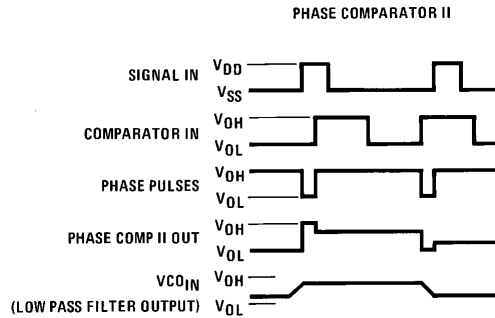 PHASE COMPARATOR II
SIGNAL IN VDD
VSS
COMPARATOR IN VOH
VOL
PHASE PULSES VOH
VOL
PHASE COMP II OUT VOH
VOL
VCOIN VOH
(LOW PASS FILTER OUTPUT) VOL